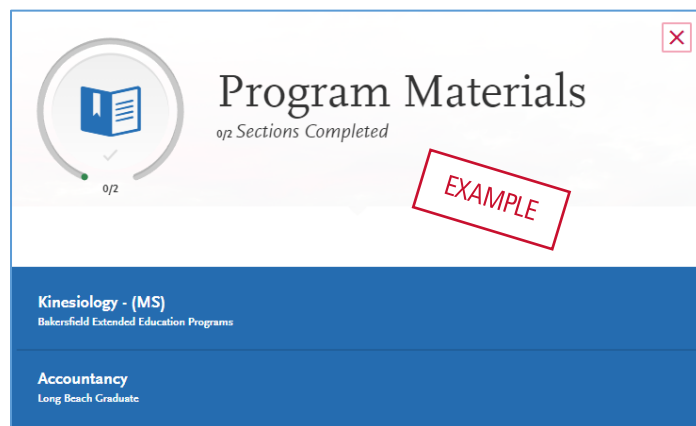 Program Materials
0/2 Sections Completed
0/2
EXAMPLE
Kinesiology - (MS)
Bakersfield Extended Education Programs
Accountancy
Long Beach Graduate